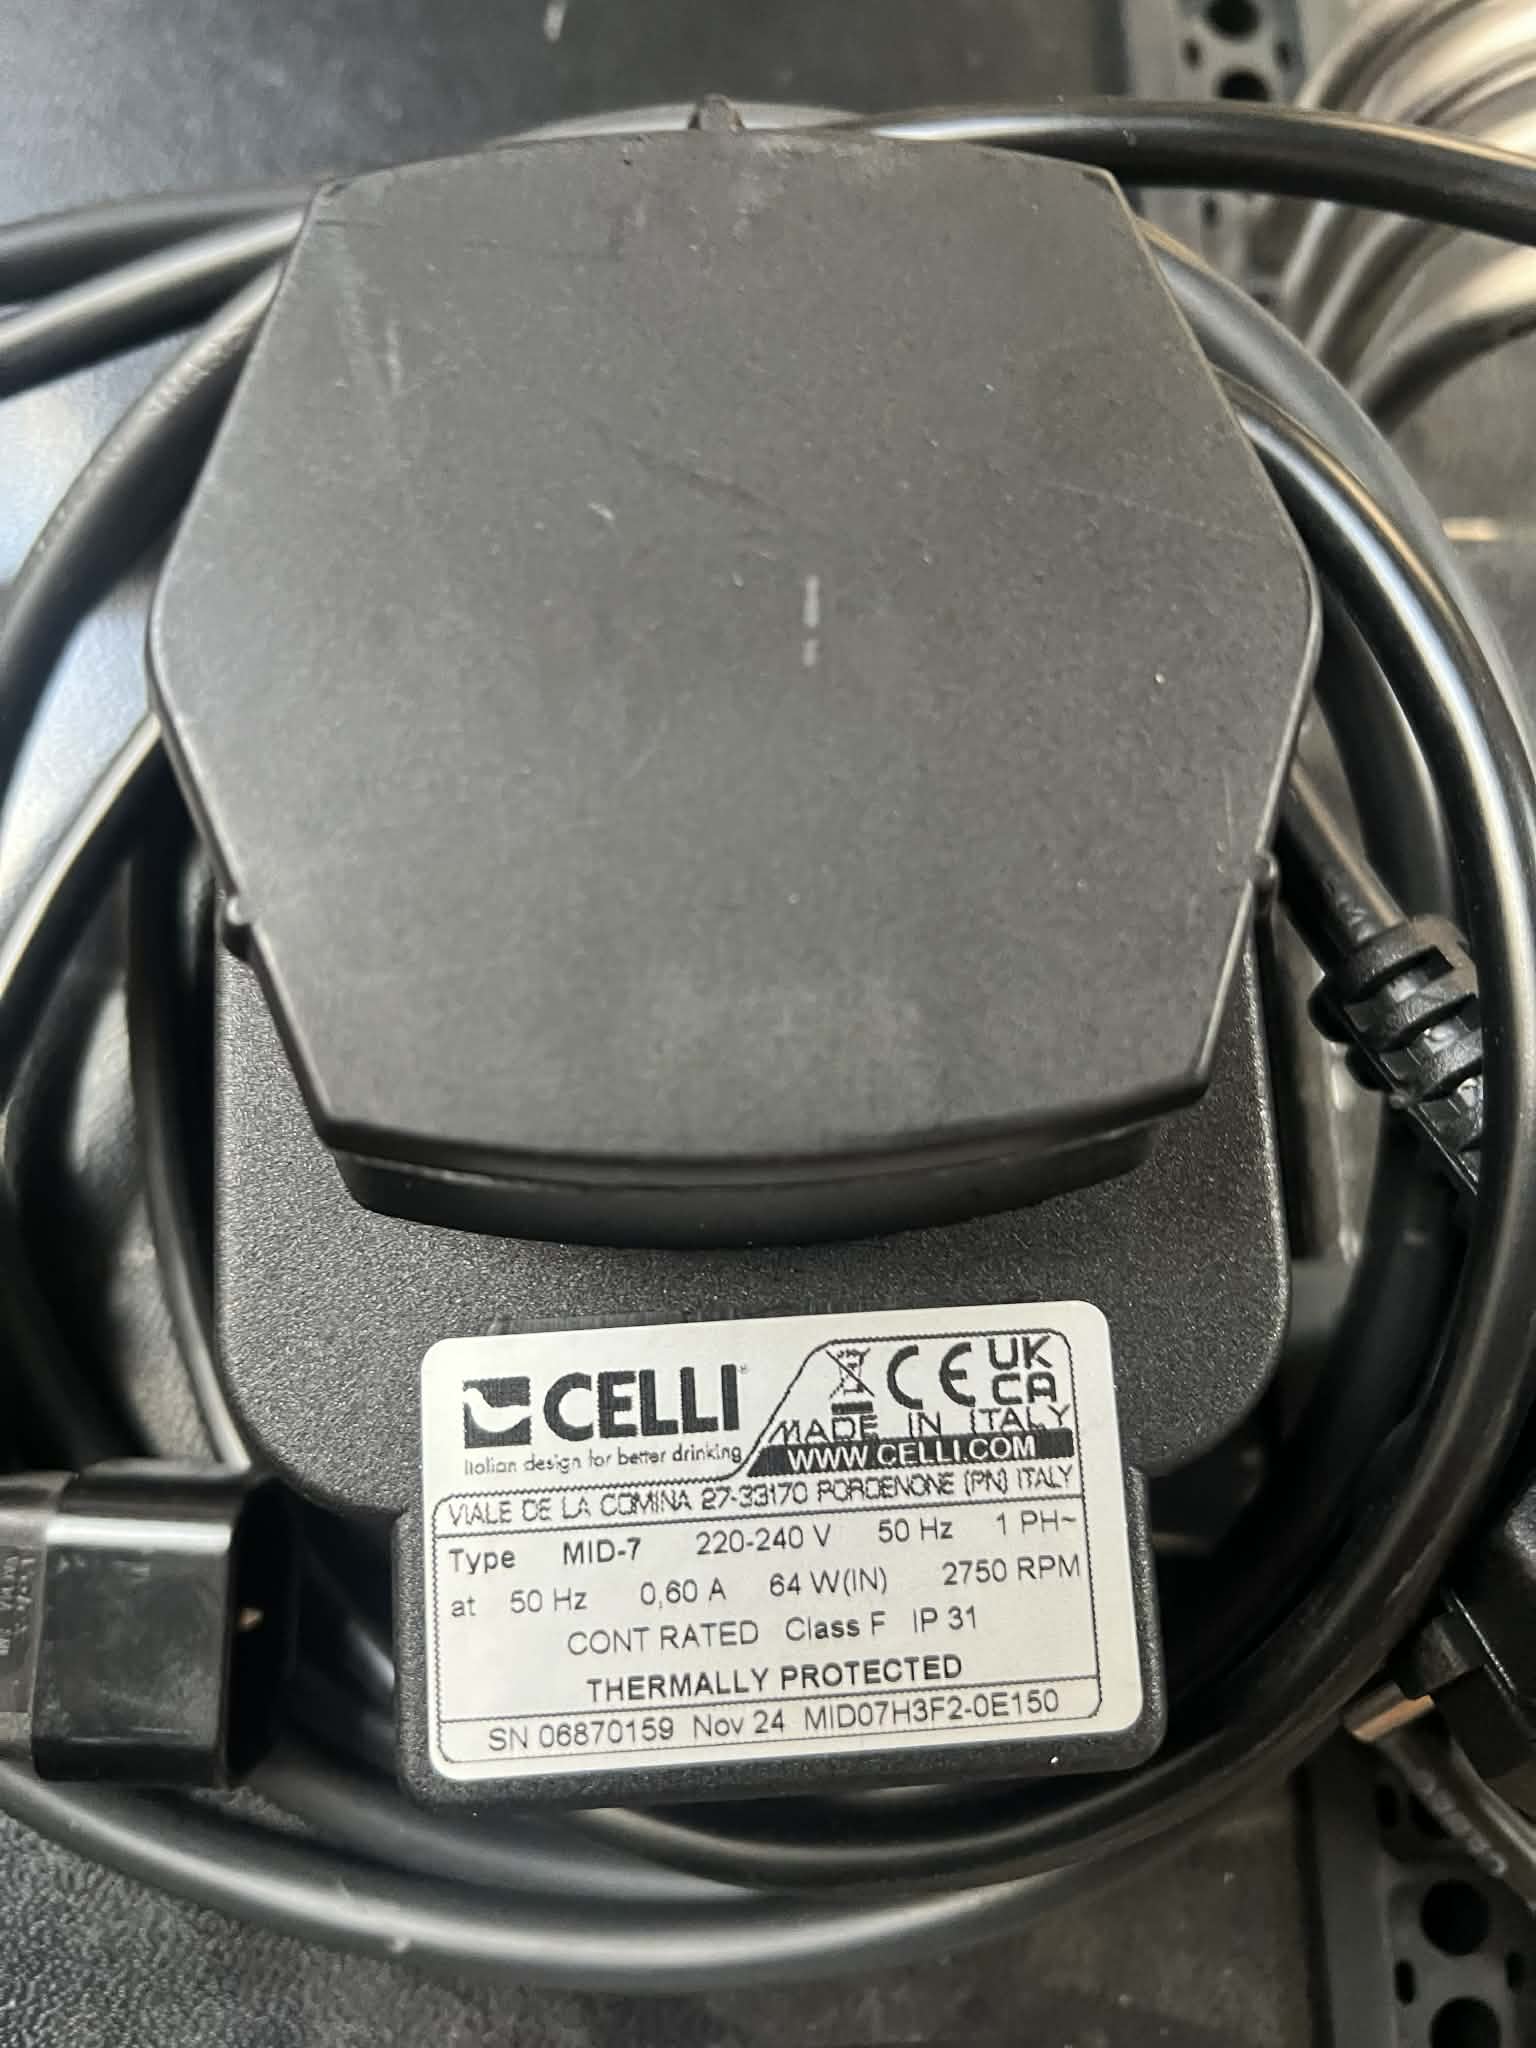 CELLI
Italian design for better drinking
CE UK CA
MADE IN ITALY
WWW.CELLI.COM
VIALE DE LA COMINA 27-33170 PORDENONE (PN) ITALY
Type MID-7 220-240 V 50 Hz 1 PH~
at 50 Hz 0,60 A 64 W(IN) 2750 RPM
CONT RATED Class F IP 31
THERMALLY PROTECTED
SN 06870159 Nov 24 MID07H3F2-0E150